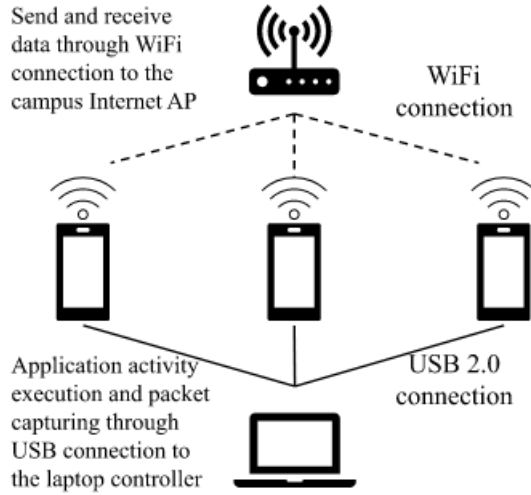 Send and receive
data through WiFi
connection to the
campus Internet AP
WiFi
connection
Application activity
execution and packet
capturing through
USB connection to
the laptop controller
USB 2.0
connection